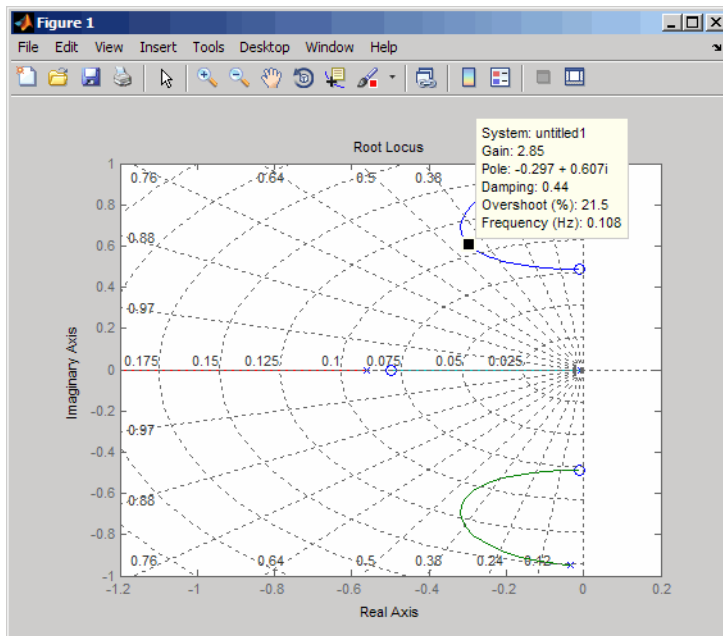 Figure 1
File Edit View Insert Tools Desktop Window Help
Root Locus
System: untitled1
Gain: 2.85
Pole: -0.297 + 0.607i
Damping: 0.44
Overshoot (%): 21.5
Frequency (Hz): 0.108
1
0.8
0.6
0.4
0.2
0
-0.2
-0.4
-0.6
-0.8
-1
Imaginary Axis
0.76 0.64 0.5 0.38
0.88
0.97
0.175 0.15 0.125 0.1 0.075 0.05 0.025
0.97
0.88
0.76 0.64 0.5 0.38 0.24 0.12
-1.2 -1 -0.8 -0.6 -0.4 -0.2 0 0.2
Real Axis